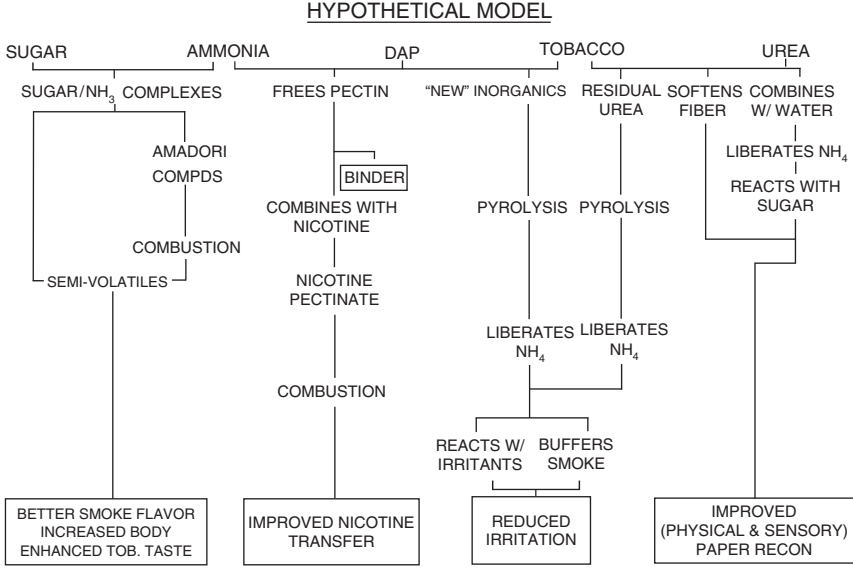 HYPOTHETICAL MODEL
SUGAR
AMMONIA
DAP
TOBACCO
UREA
SUGAR/NH₃ COMPLEXES
FREES PECTIN
“NEW” INORGANICS
RESIDUAL
UREA
SOFTENS
FIBER
COMBINES
W/ WATER
AMADORI
COMPDS
BINDER
LIBERATES NH₄
REACTS WITH
SUGAR
COMBINES WITH
NICOTINE
PYROLYSIS
PYROLYSIS
COMBUSTION
SEMI-VOLATILES
NICOTINE
PECTINATE
LIBERATES
NH₄
LIBERATES
NH₄
COMBUSTION
REACTS W/
IRRITANTS
BUFFERS
SMOKE
BETTER SMOKE FLAVOR
INCREASED BODY
ENHANCED TOB. TASTE
IMPROVED NICOTINE
TRANSFER
REDUCED
IRRITATION
IMPROVED
(PHYSICAL & SENSORY)
PAPER RECON